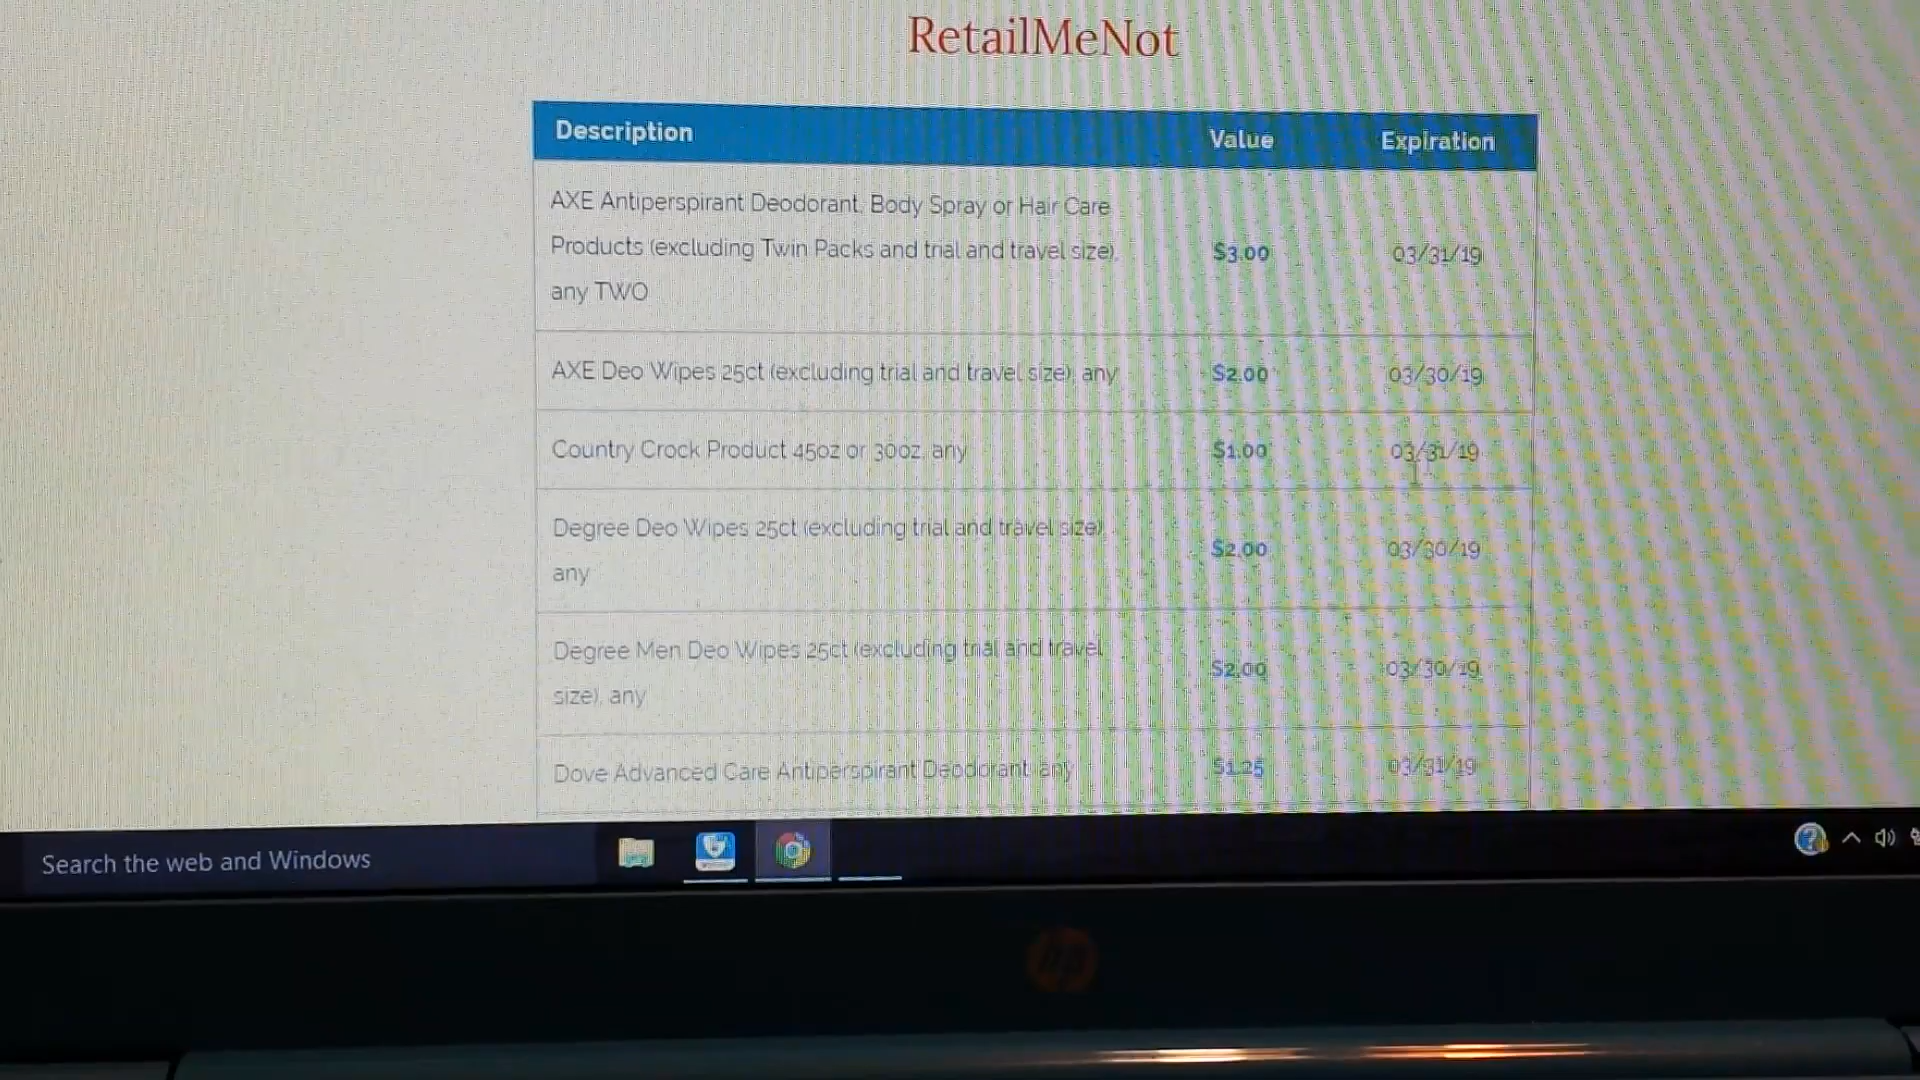 RetailMeNot
Description Value Expiration
AXE Antiperspirant Deodorant, Body Spray or Hair Care
Products (excluding Twin Packs and trial and travel size),
any TWO
$3.00 03/31/19
AXE Deo Wipes 25ct (excluding trial and travel size), any $2.00 03/30/19
Country Crock Product 45oz or 30oz, any $1.00 03/31/19
Degree Deo Wipes 25ct (excluding trial and travel size),
any
$2.00 03/30/19
Degree Men Deo Wipes 25ct (excluding trial and travel
size), any
$2.00 03/30/19
Dove Advanced Care Antiperspirant Deodorant, any $1.25 03/31/19
Search the web and Windows
hp